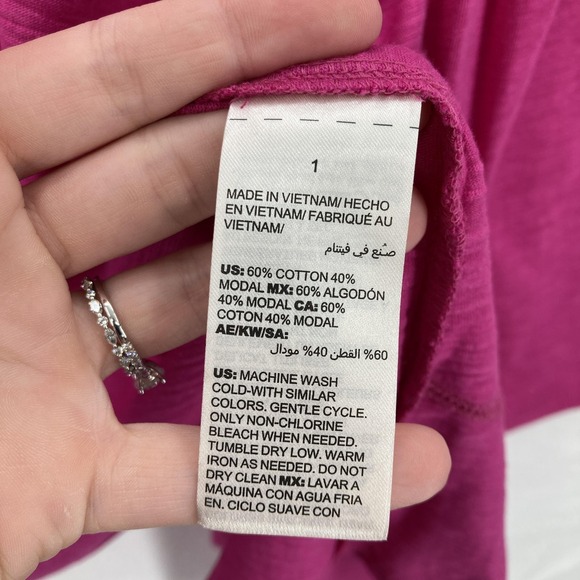 1
MADE IN VIETNAM/ HECHO
EN VIETNAM/ FABRIQUÉ AU
VIETNAM/
صنع في فيتنام
US: 60% COTTON 40%
MODAL MX: 60% ALGODÓN
40% MODAL CA: 60%
COTON 40% MODAL
AE/KW/SA:
60% القطن 40% مودال
US: MACHINE WASH
COLD-WITH SIMILAR
COLORS. GENTLE CYCLE.
ONLY NON-CHLORINE
BLEACH WHEN NEEDED.
TUMBLE DRY LOW. WARM
IRON AS NEEDED. DO NOT
DRY CLEAN MX: LAVAR A
MÁQUINA CON AGUA FRIA
EN. CICLO SUAVE CON